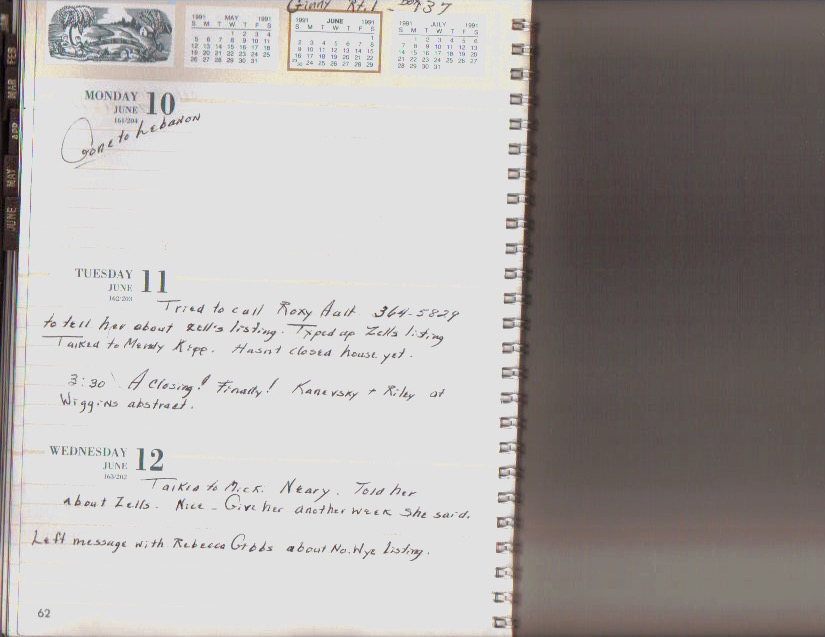 Ginny Rt. 1 - Box 137
1991 MAY 1991
S M T W T F S
1 2 3 4
5 6 7 8 9 10 11
12 13 14 15 16 17 18
19 20 21 22 23 24 25
26 27 28 29 30 31
1991 JUNE 1991
S M T W T F S
1
2 3 4 5 6 7 8
9 10 11 12 13 14 15
16 17 18 19 20 21 22
23/30 24 25 26 27 28 29
1991 JULY 1991
S M T W T F S
1 2 3 4 5 6
7 8 9 10 11 12 13
14 15 16 17 18 19 20
21 22 23 24 25 26 27
28 29 30 31
FEB
MAR
APR
MAY
JUNE
MONDAY 10
JUNE
161/204
Gone to Lebanon
TUESDAY 11
JUNE
162/203
Tried to call Roxy Ault 364-5829
to tell her about Zell's listing. Typed up Zells listing
Talked to Mendy Kipp. Hasn't closed house yet.
3:30 A Closing! Finally! Kanevsky + Riley at
Wiggins abstract.
WEDNESDAY 12
JUNE
163/202
Talked to Mick. Neary. Told her
about Zells. Nice - Give her another week she said.
Left message with Rebecca Gibbs about No. Wye listing.
62